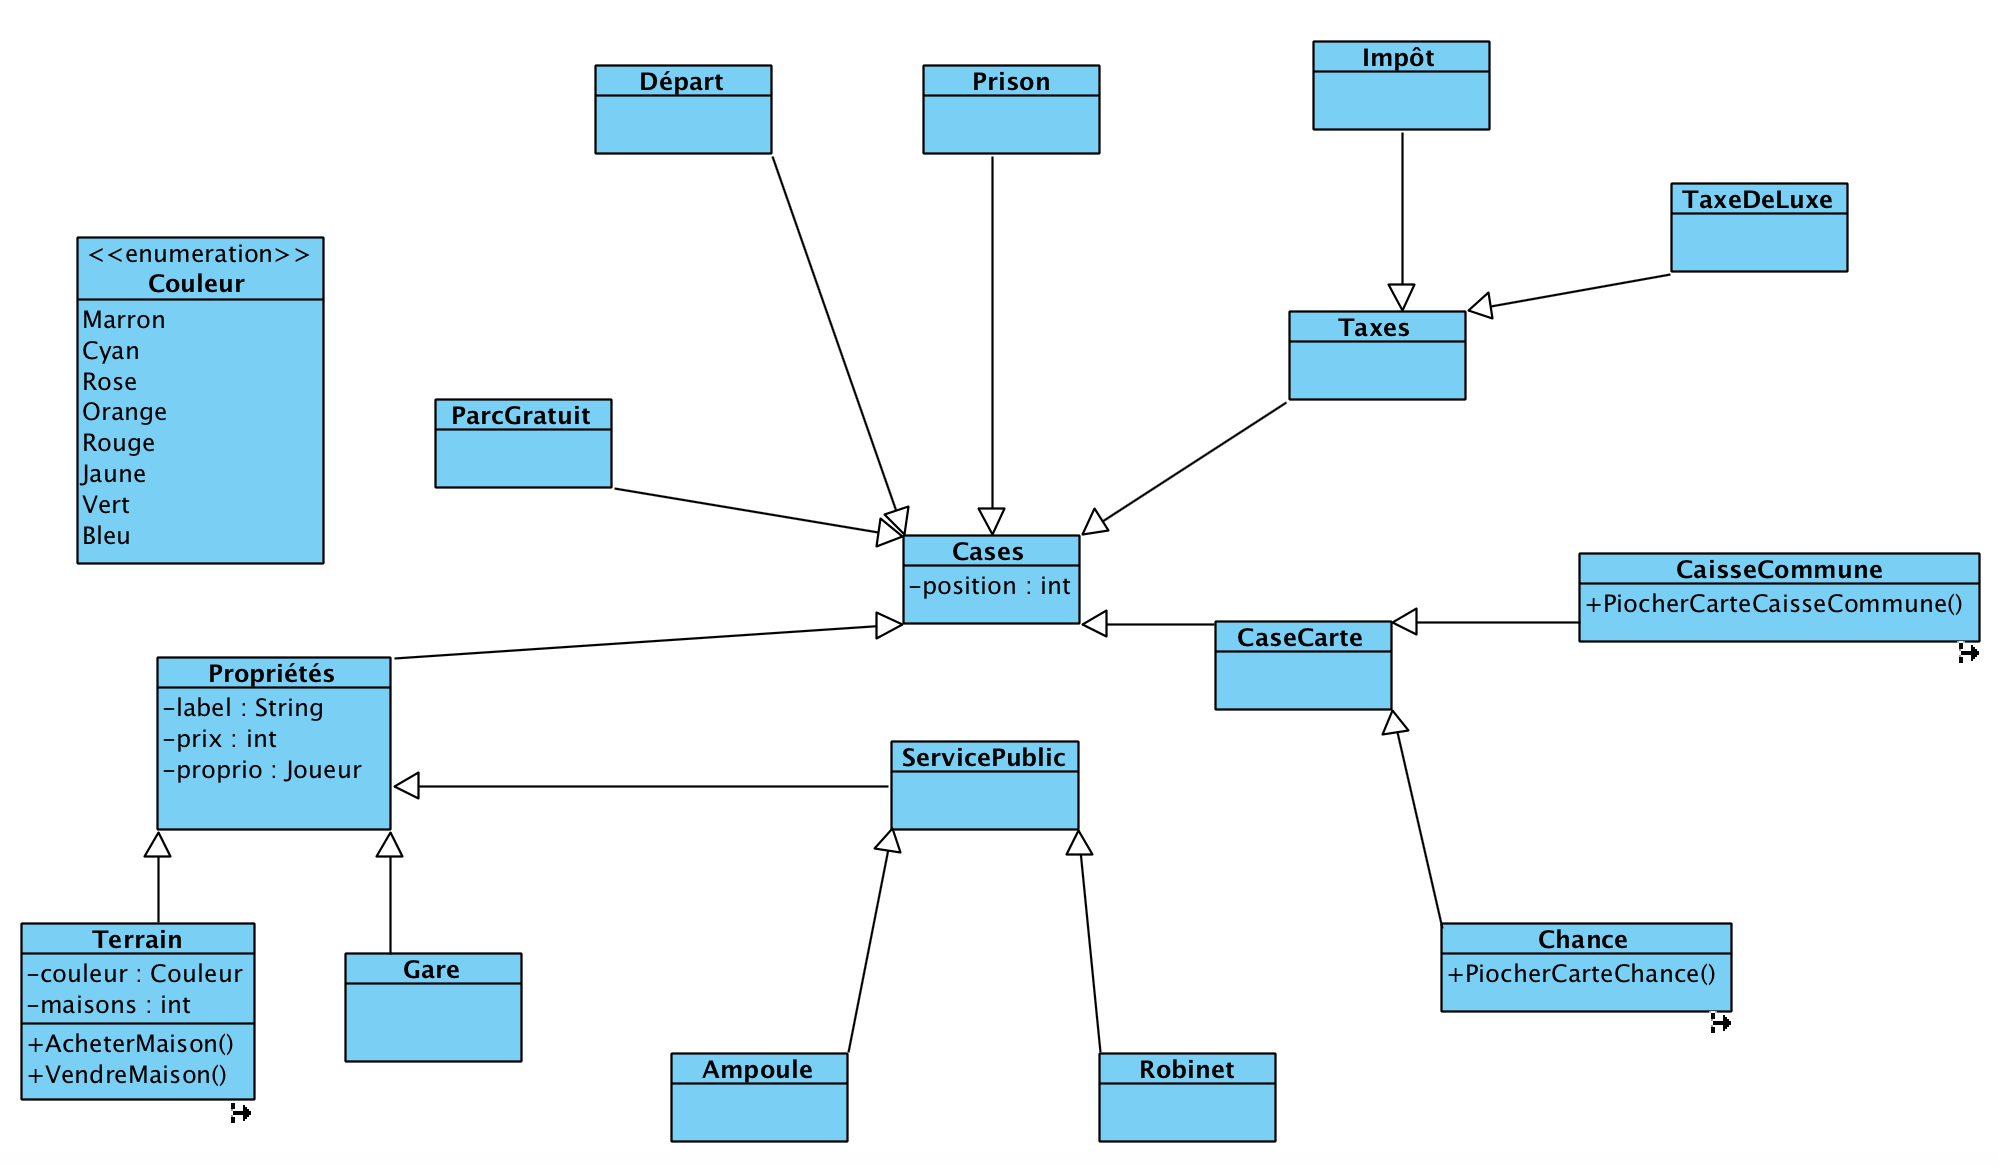 Départ
Prison
Impôt
TaxeDeLuxe
<<enumeration>>
Couleur
Marron
Cyan
Rose
Orange
Rouge
Jaune
Vert
Bleu
Taxes
ParcGratuit
Cases
-position : int
CaisseCommune
+PiocherCarteCaisseCommune()
CaseCarte
Propriétés
-label : String
-prix : int
-proprio : Joueur
ServicePublic
Terrain
-couleur : Couleur
-maisons : int
+AcheterMaison()
+VendreMaison()
Gare
Chance
+PiocherCarteChance()
Ampoule
Robinet